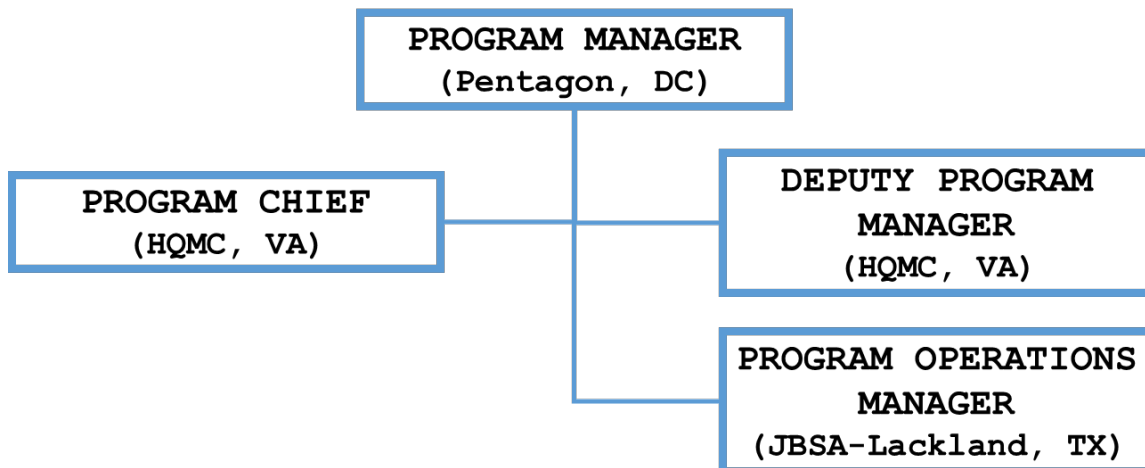 PROGRAM MANAGER
(Pentagon, DC)
PROGRAM CHIEF
(HQMC, VA)
DEPUTY PROGRAM
MANAGER
(HQMC, VA)
PROGRAM OPERATIONS
MANAGER
(JBSA-Lackland, TX)